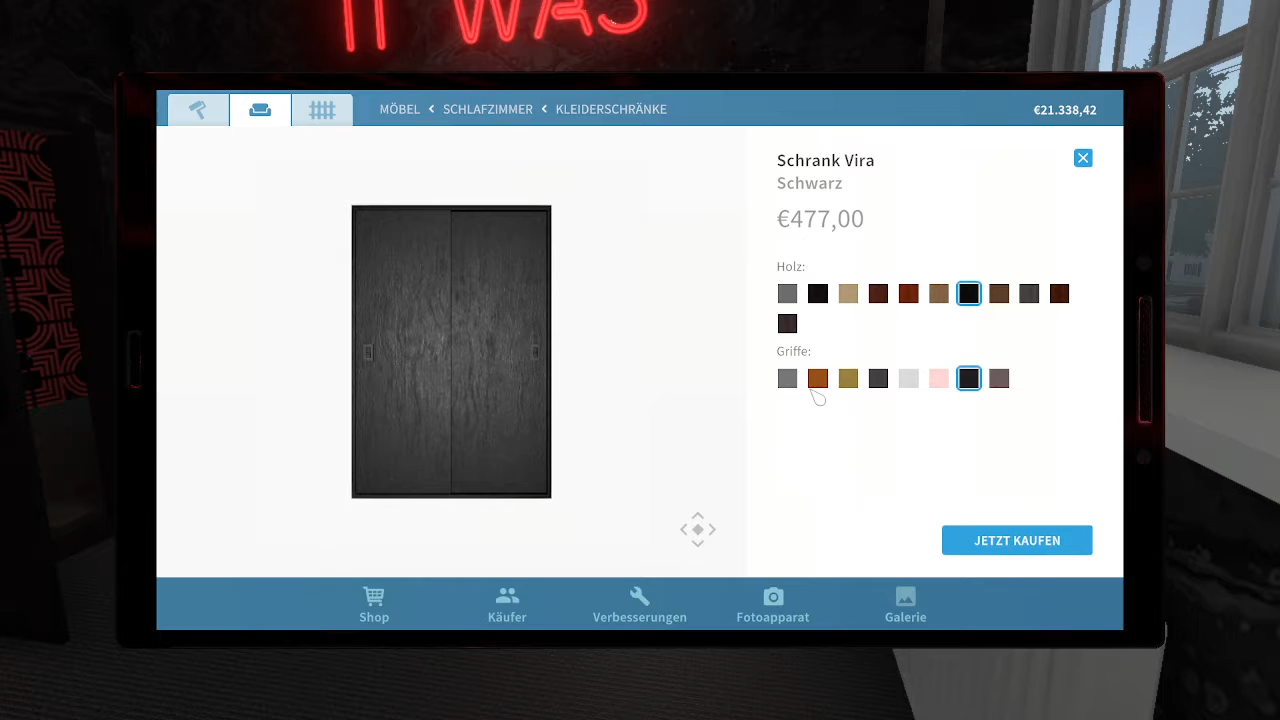 IT WAS
MÖBEL < SCHLAFZIMMER < KLEIDERSCHRÄNKE
€21.338,42
Schrank Vira
Schwarz
€477,00
Holz:
Griffe:
JETZT KAUFEN
Shop
Käufer
Verbesserungen
Fotoapparat
Galerie